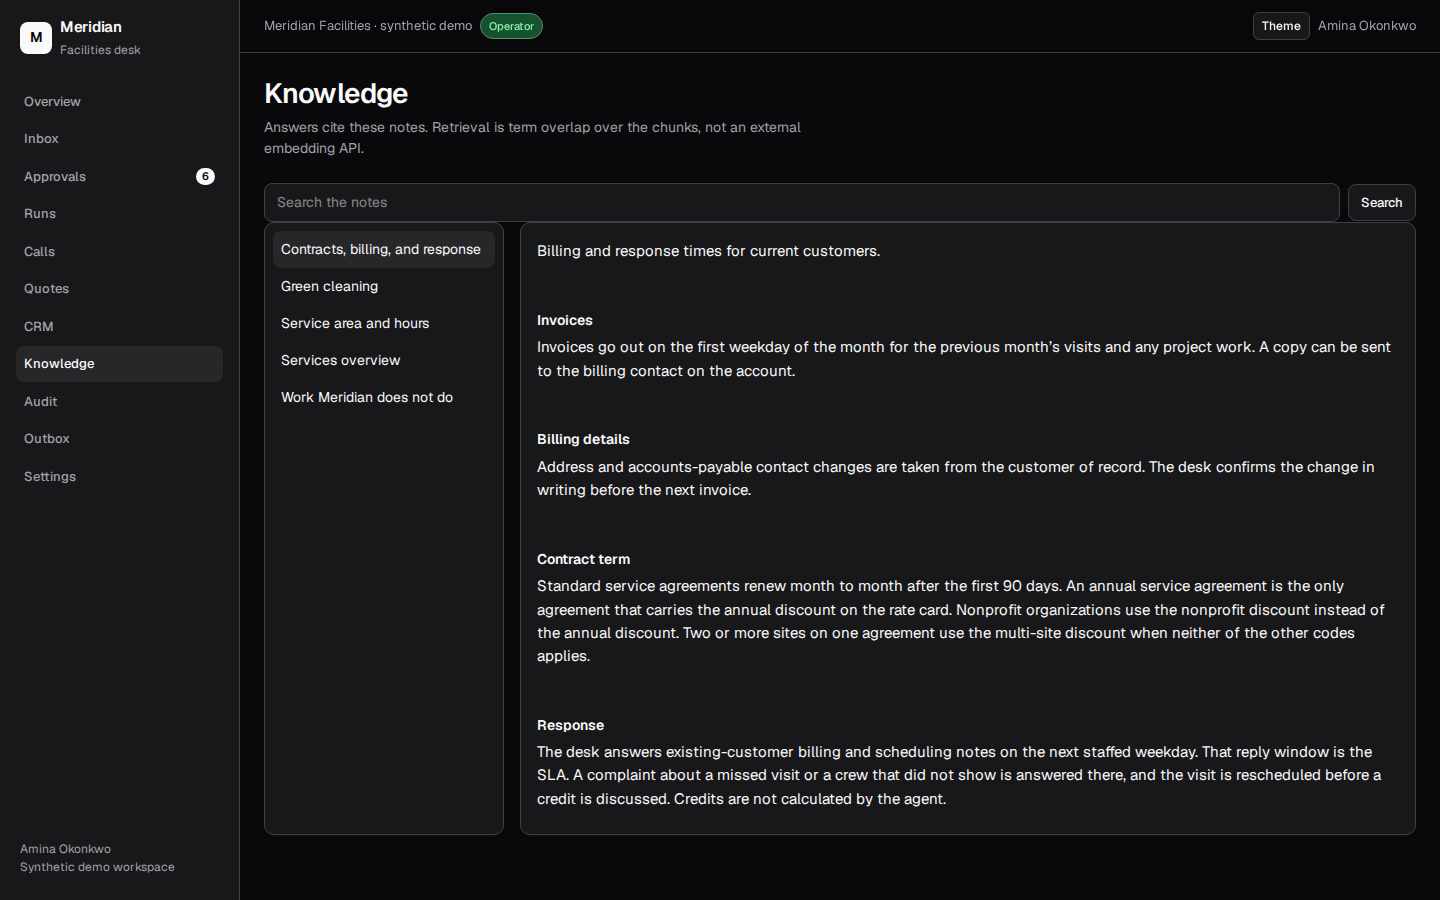 M
Meridian
Facilities desk
Overview
Inbox
Approvals
6
Runs
Calls
Quotes
CRM
Knowledge
Audit
Outbox
Settings
Amina Okonkwo
Synthetic demo workspace
Meridian Facilities · synthetic demo
Operator
Theme
Amina Okonkwo
Knowledge
Answers cite these notes. Retrieval is term overlap over the chunks, not an external
embedding API.
Search the notes
Search
Contracts, billing, and response
Green cleaning
Service area and hours
Services overview
Work Meridian does not do
Billing and response times for current customers.
Invoices
Invoices go out on the first weekday of the month for the previous month’s visits and any project work. A copy can be sent
to the billing contact on the account.
Billing details
Address and accounts-payable contact changes are taken from the customer of record. The desk confirms the change in
writing before the next invoice.
Contract term
Standard service agreements renew month to month after the first 90 days. An annual service agreement is the only
agreement that carries the annual discount on the rate card. Nonprofit organizations use the nonprofit discount instead of
the annual discount. Two or more sites on one agreement use the multi-site discount when neither of the other codes
applies.
Response
The desk answers existing-customer billing and scheduling notes on the next staffed weekday. That reply window is the
SLA. A complaint about a missed visit or a crew that did not show is answered there, and the visit is rescheduled before a
credit is discussed. Credits are not calculated by the agent.